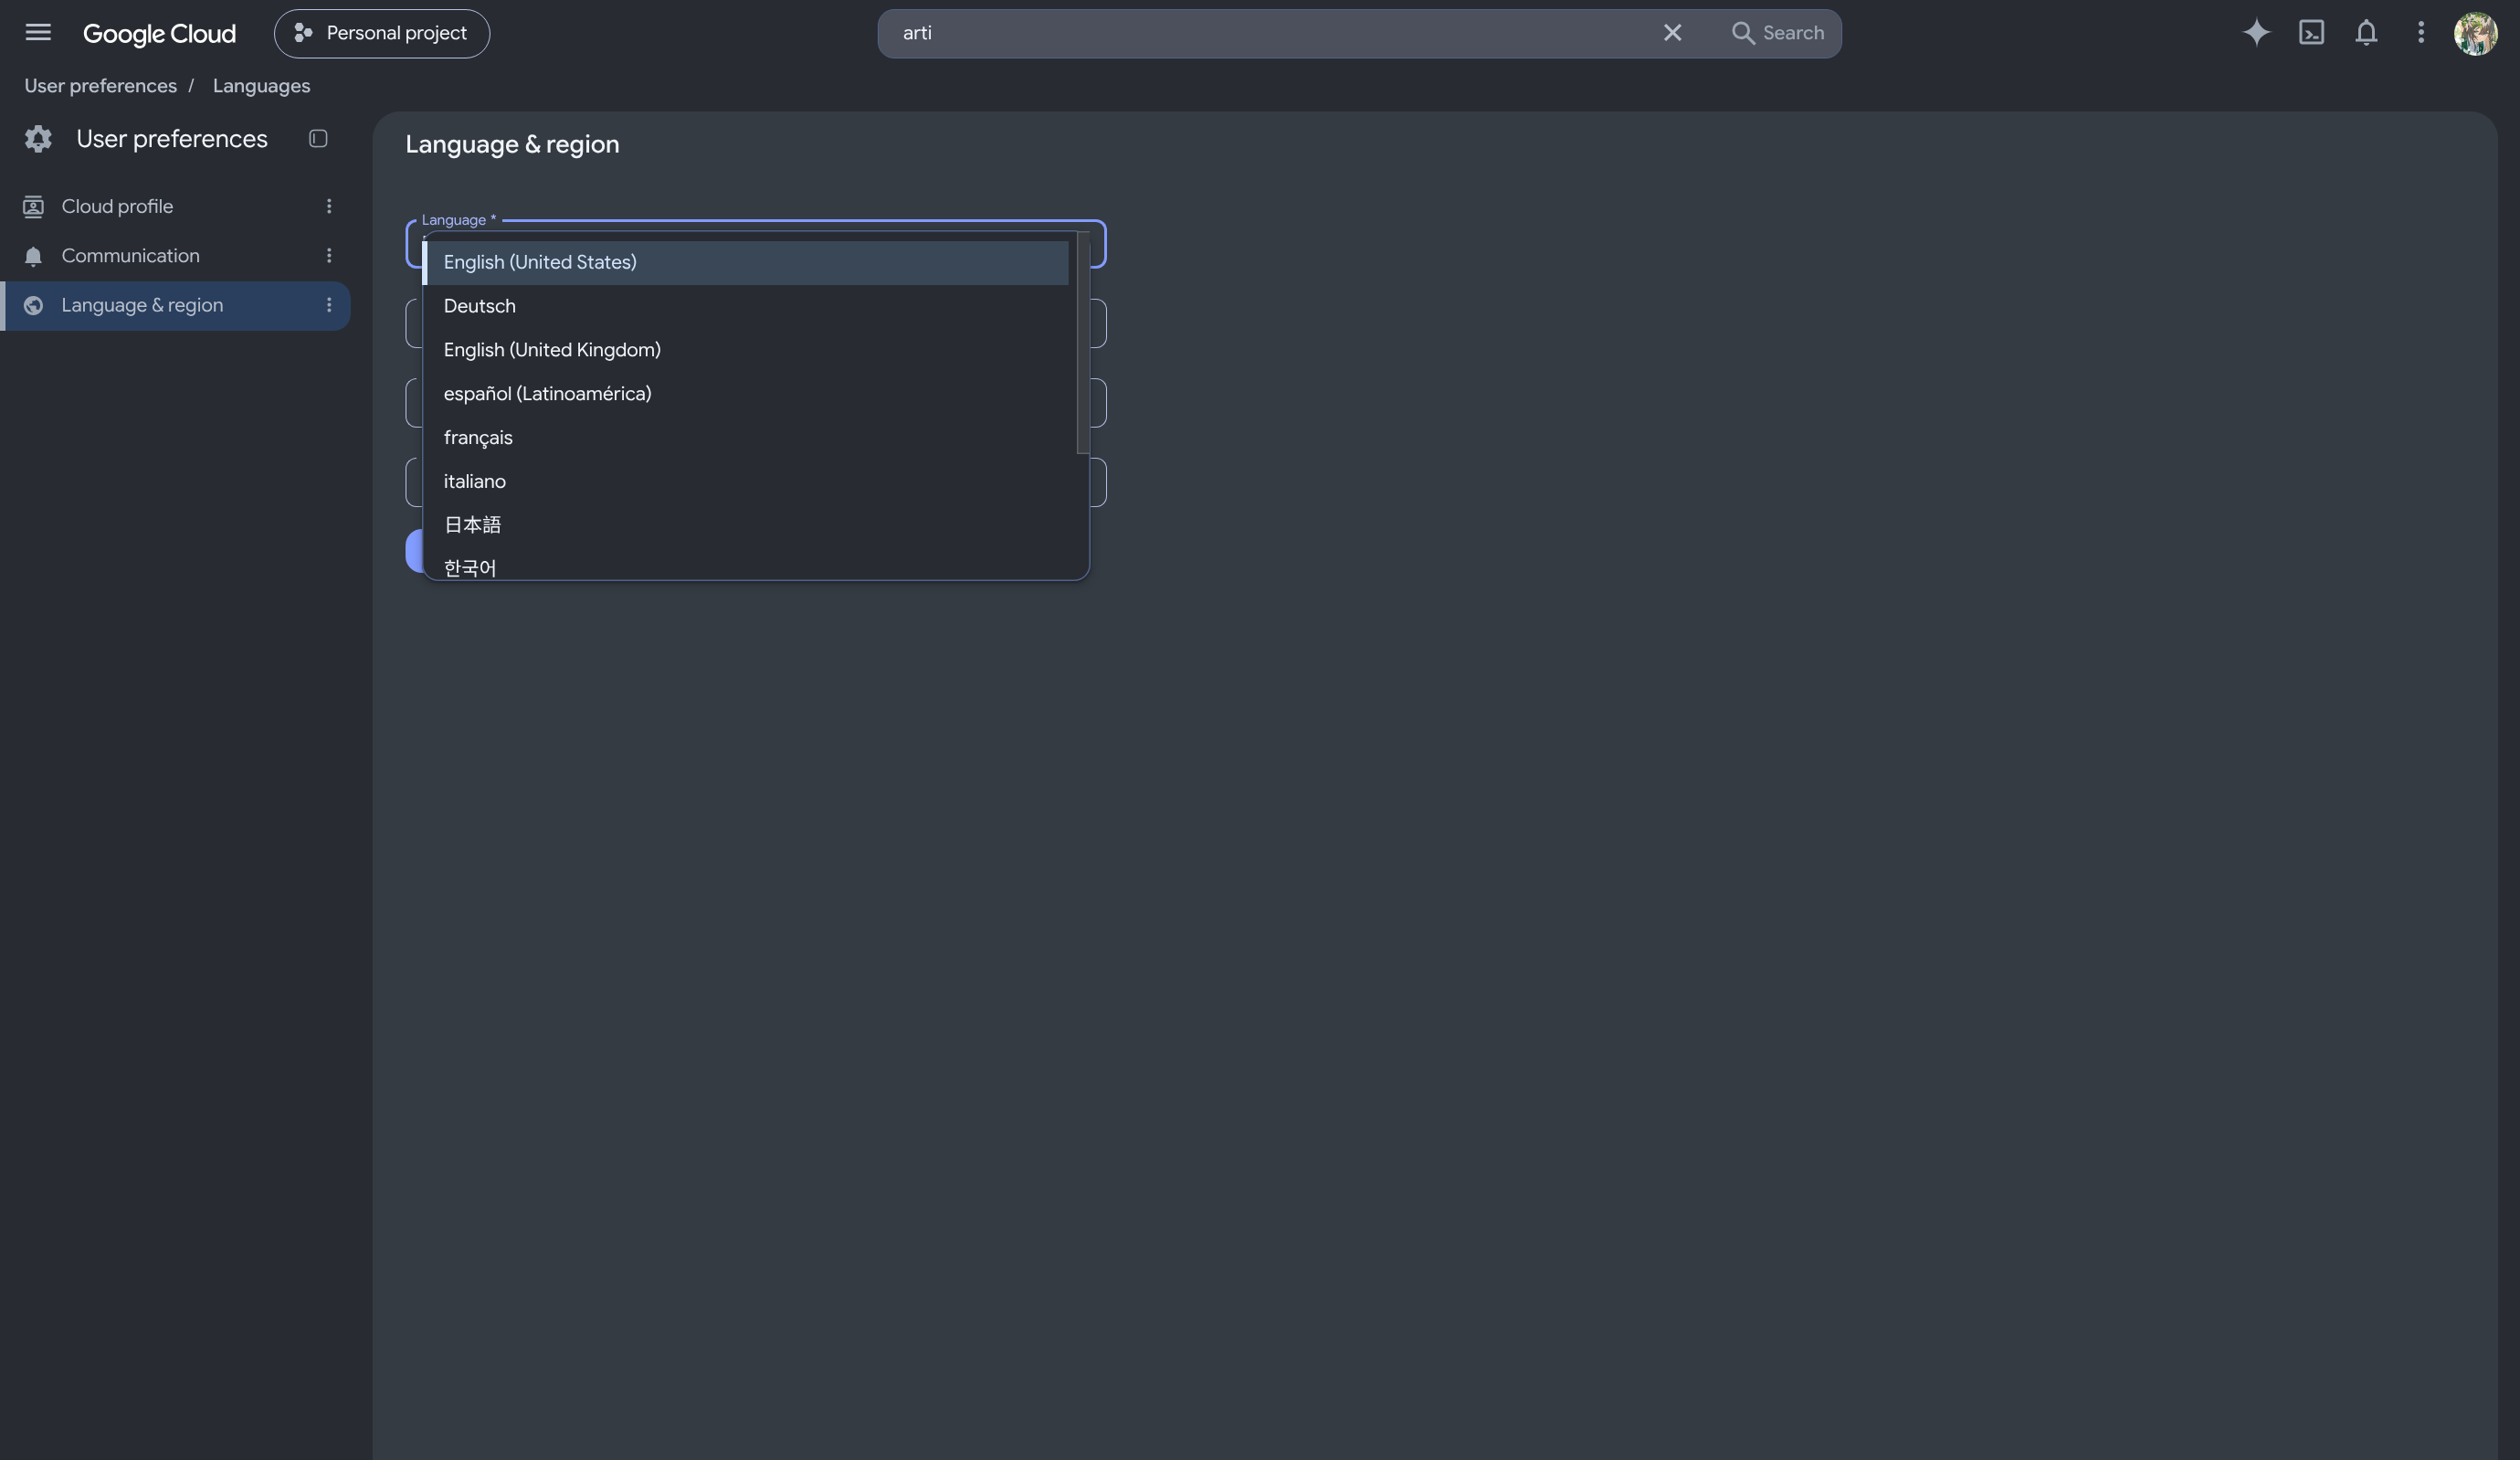 Google Cloud
Personal project
arti
Search
User preferences / Languages
User preferences
Cloud profile
Communication
Language & region
Language & region
Language *
English (United States)
Deutsch
English (United Kingdom)
español (Latinoamérica)
français
italiano
日本語
한국어